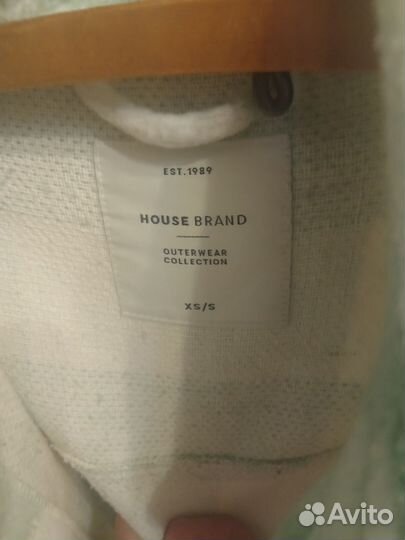 EST.1989
HOUSE BRAND
OUTERWEAR
COLLECTION
XS/S
Avito